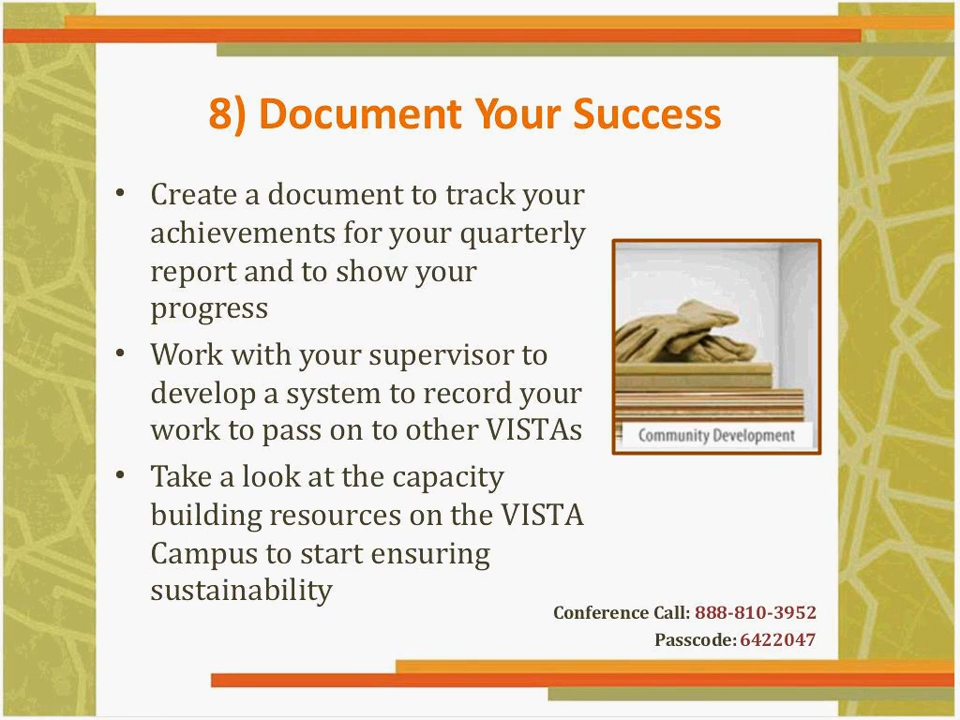 8) Document Your Success
• Create a document to track your
achievements for your quarterly
report and to show your
progress
• Work with your supervisor to
develop a system to record your
work to pass on to other VISTAs
• Take a look at the capacity
building resources on the VISTA
Campus to start ensuring
sustainability
Community Development
Conference Call: 888-810-3952
Passcode: 6422047